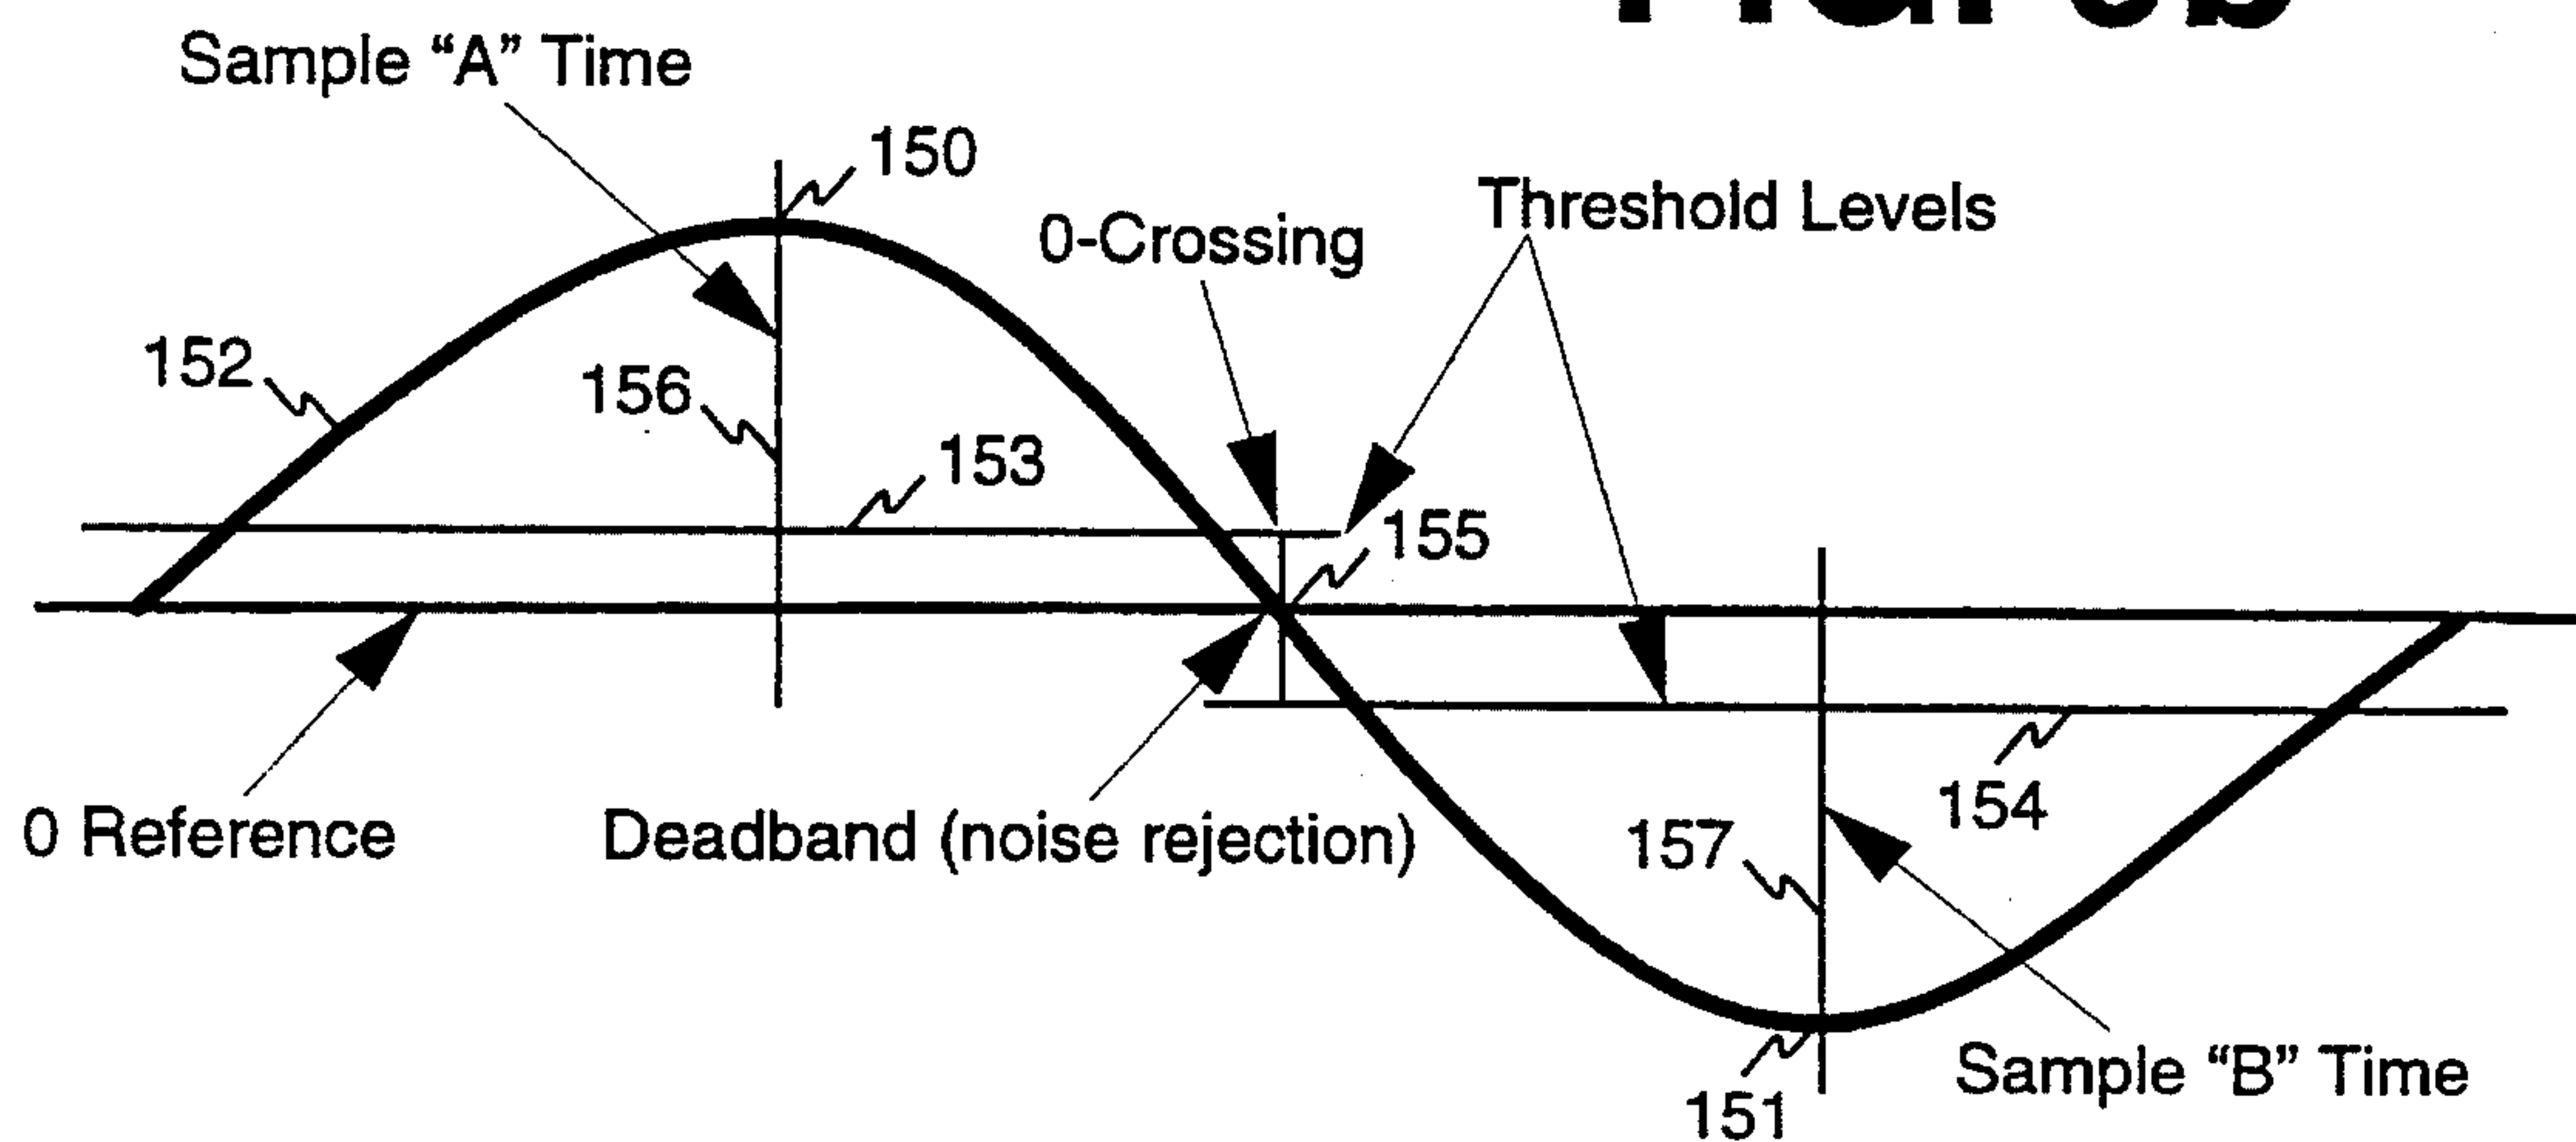 Sample “A” Time
150
0-Crossing
Threshold Levels
152
156
153
155
0 Reference
Deadband (noise rejection)
154
157
Sample “B” Time
151